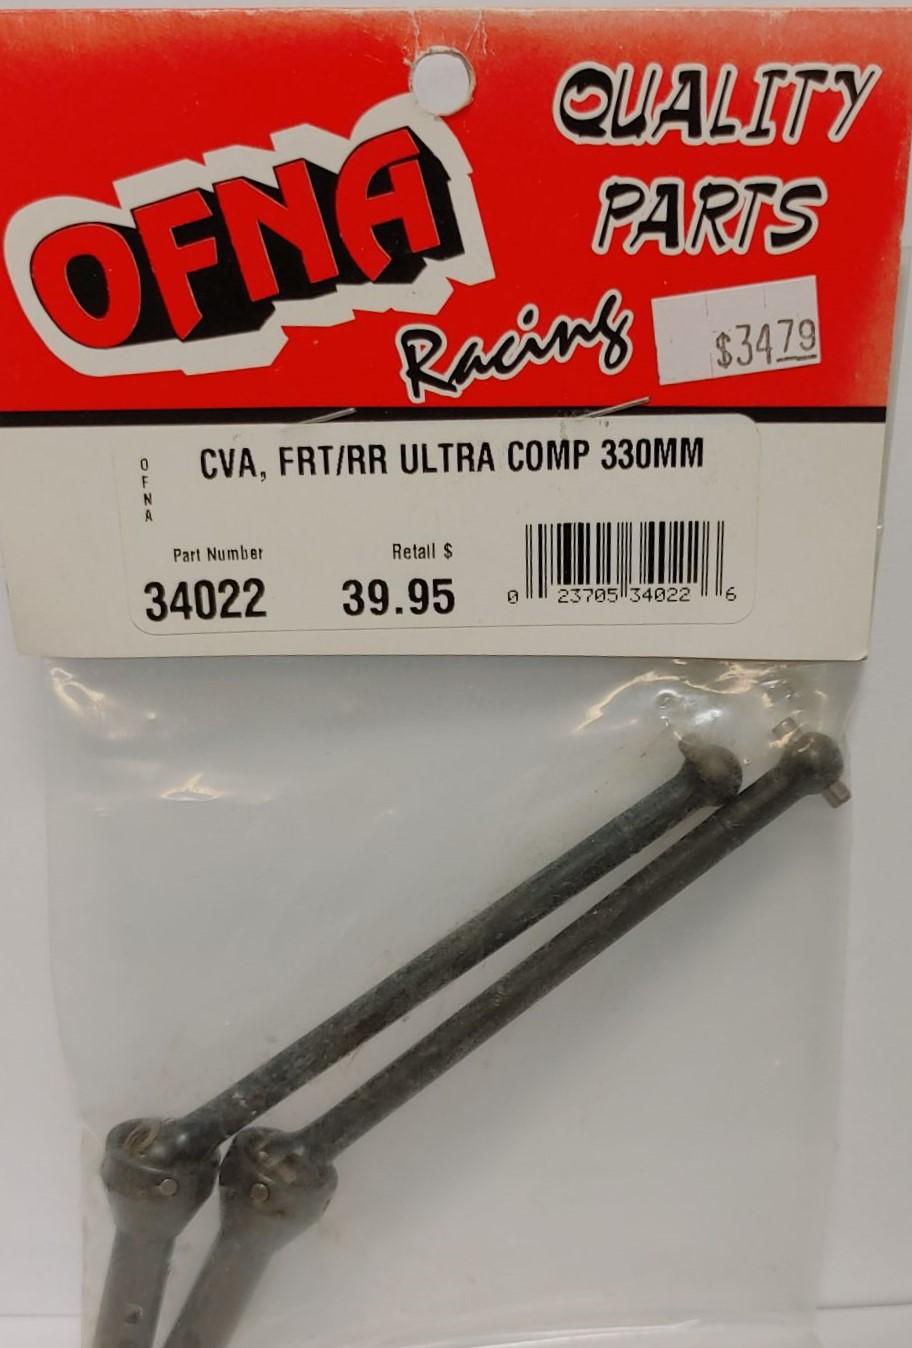 OFNA
Racing
QUALITY
PARTS
$34.79
OFNA
CVA, FRT/RR ULTRA COMP 330MM
Part Number
34022
Retail $
39.95
0 23705 34022 6